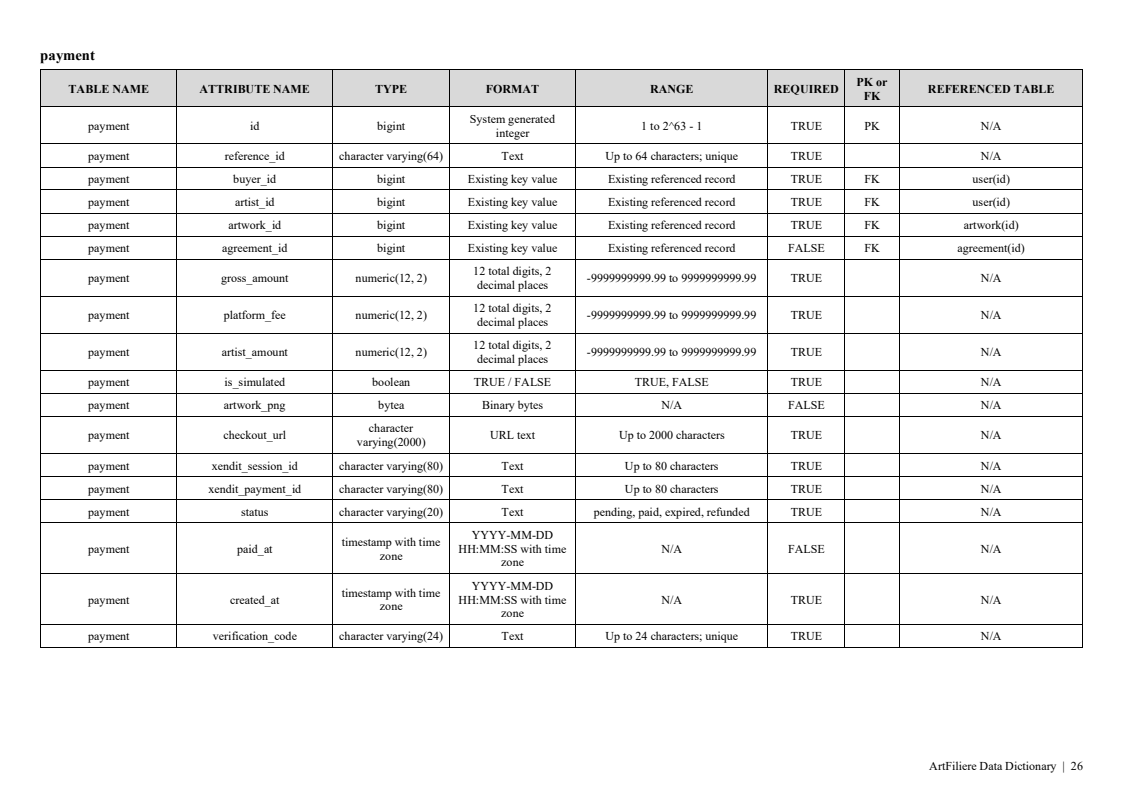 payment
TABLE NAME ATTRIBUTE NAME TYPE FORMAT RANGE REQUIRED PK or FK REFERENCED TABLE
payment id bigint System generated integer 1 to 2^63 - 1 TRUE PK N/A
payment reference_id character varying(64) Text Up to 64 characters; unique TRUE N/A
payment buyer_id bigint Existing key value Existing referenced record TRUE FK user(id)
payment artist_id bigint Existing key value Existing referenced record TRUE FK user(id)
payment artwork_id bigint Existing key value Existing referenced record TRUE FK artwork(id)
payment agreement_id bigint Existing key value Existing referenced record FALSE FK agreement(id)
payment gross_amount numeric(12, 2) 12 total digits, 2 decimal places -9999999999.99 to 9999999999.99 TRUE N/A
payment platform_fee numeric(12, 2) 12 total digits, 2 decimal places -9999999999.99 to 9999999999.99 TRUE N/A
payment artist_amount numeric(12, 2) 12 total digits, 2 decimal places -9999999999.99 to 9999999999.99 TRUE N/A
payment is_simulated boolean TRUE / FALSE TRUE, FALSE TRUE N/A
payment artwork_png bytea Binary bytes N/A FALSE N/A
payment checkout_url character varying(2000) URL text Up to 2000 characters TRUE N/A
payment xendit_session_id character varying(80) Text Up to 80 characters TRUE N/A
payment xendit_payment_id character varying(80) Text Up to 80 characters TRUE N/A
payment status character varying(20) Text pending, paid, expired, refunded TRUE N/A
payment paid_at timestamp with time zone YYYY-MM-DD HH:MM:SS with time zone N/A FALSE N/A
payment created_at timestamp with time zone YYYY-MM-DD HH:MM:SS with time zone N/A TRUE N/A
payment verification_code character varying(24) Text Up to 24 characters; unique TRUE N/A
ArtFiliere Data Dictionary | 26